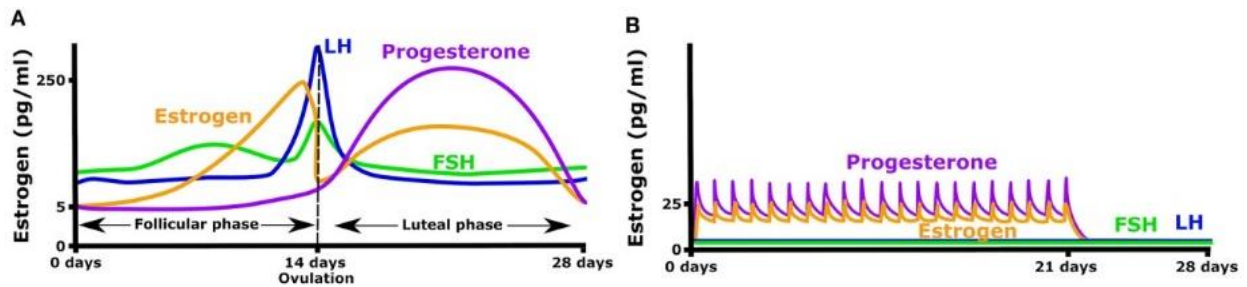 A
Estrogen (pg/ml)
250
5
0
LH
Progesterone
Estrogen
FSH
Follicular phase
Luteal phase
0 days
14 days
28 days
Ovulation
B
Estrogen (pg/ml)
25
0
Progesterone
Estrogen
FSH
LH
0 days
21 days
28 days